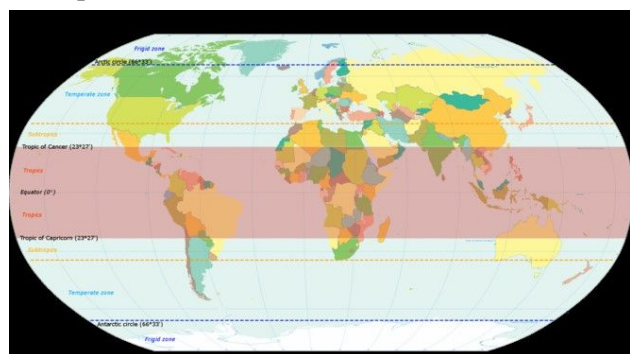 Frigid zone
Arctic circle (66°33')
Temperate zone
Subtropics
Tropic of Cancer (23°27')
Tropics
Equator (0°)
Tropics
Tropic of Capricorn (23°27')
Subtropics
Temperate zone
Antarctic circle (66°33')
Frigid zone